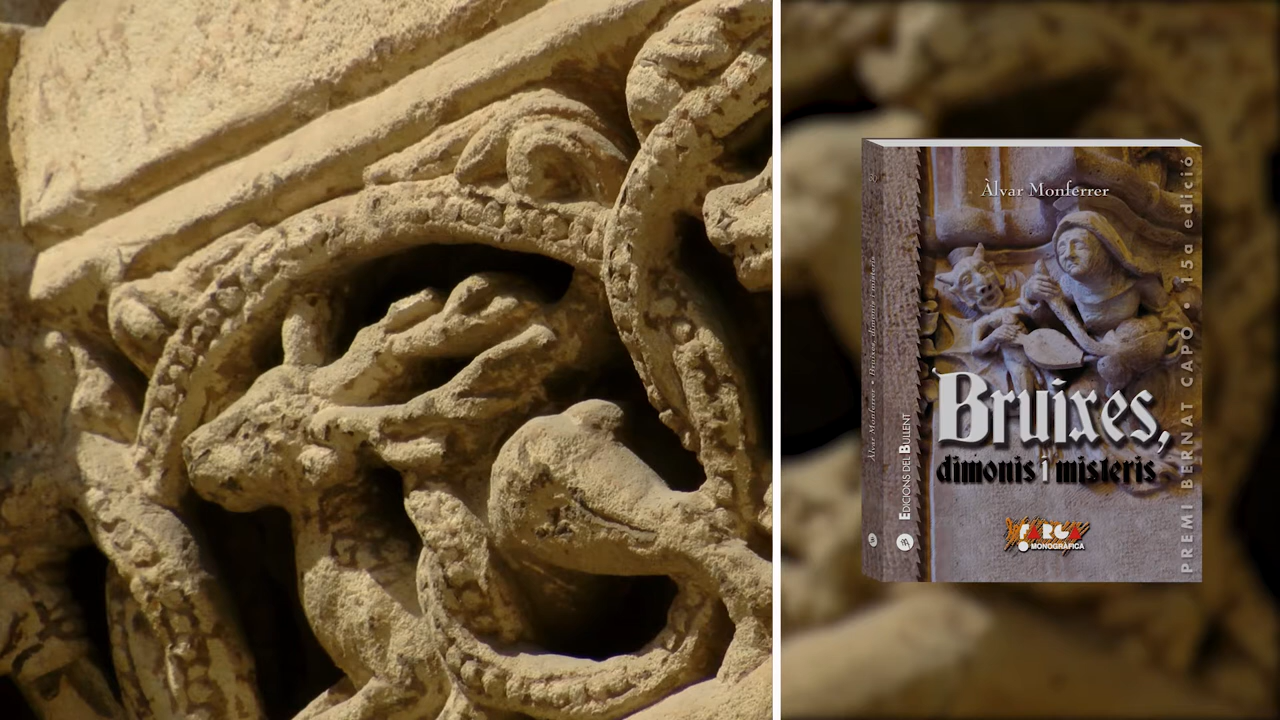 Àlvar Monferrer
Bruixes,
dimonis i misteris
FARGA
MONOGRÀFICA
PREMI BERNAT CAPÓ • 15a edició
Àlvar Monferrer • Bruixes, dimonis i misteris
EDICIONS DEL BULLENT